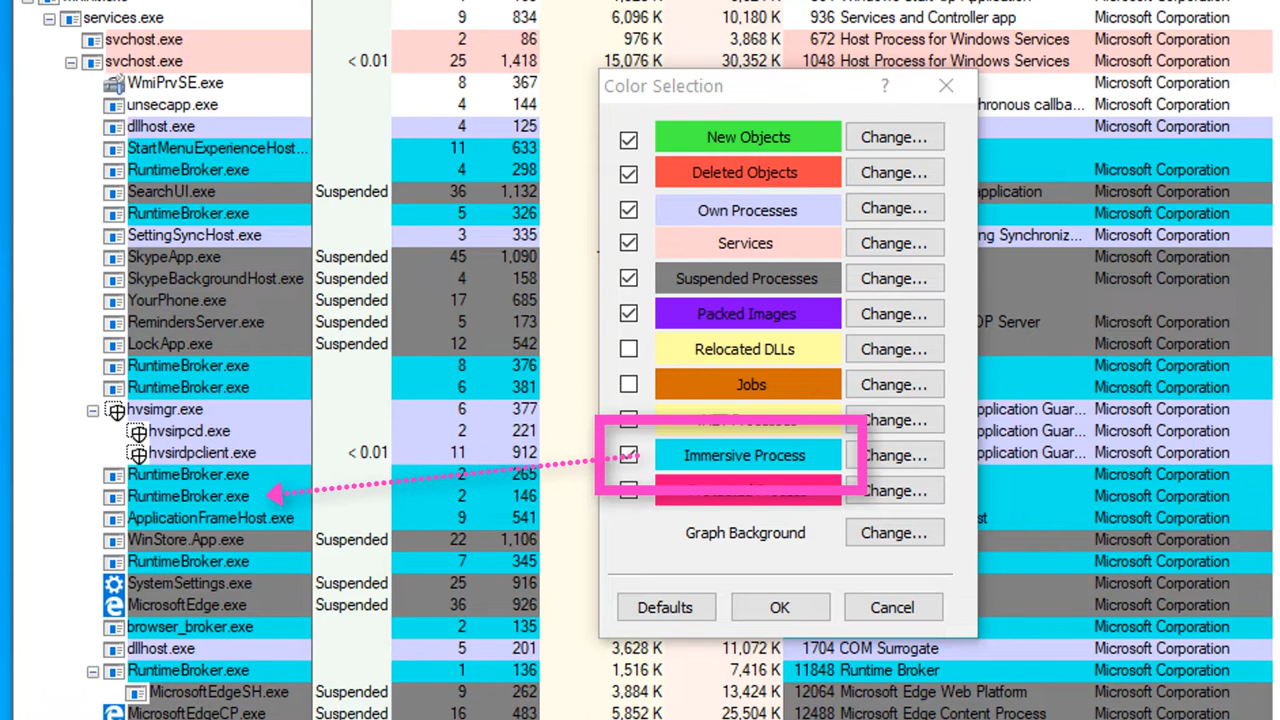 services.exe 9 834 6,096 K 10,180 K 936 Services and Controller app Microsoft Corporation
svchost.exe 2 86 976 K 3,868 K 672 Host Process for Windows Services Microsoft Corporation
svchost.exe < 0.01 25 1,418 15,076 K 30,352 K 1048 Host Process for Windows Services Microsoft Corporation
WmiPrvSE.exe 8 367 Color Selection ? Microsoft Corporation
unsecapp.exe 4 144 chronous callba... Microsoft Corporation
dllhost.exe 4 125 New Objects Change... Microsoft Corporation
StartMenuExperienceHost... 11 633
RuntimeBroker.exe 4 298 Deleted Objects Change... Microsoft Corporation
SearchUI.exe Suspended 36 1,132 application Microsoft Corporation
RuntimeBroker.exe 5 326 Own Processes Change... Microsoft Corporation
SettingSyncHost.exe 3 335 Services Change... ng Synchroniz... Microsoft Corporation
SkypeApp.exe Suspended 45 1,090 Microsoft Corporation
SkypeBackgroundHost.exe Suspended 4 158 Suspended Processes Change... Microsoft Corporation
YourPhone.exe Suspended 17 685 Microsoft Corporation
RemindersServer.exe Suspended 5 173 Packed Images Change... OP Server Microsoft Corporation
LockApp.exe Suspended 12 542 Relocated DLLs Change... Microsoft Corporation
RuntimeBroker.exe 8 376 Microsoft Corporation
RuntimeBroker.exe 6 381 Jobs Change... Microsoft Corporation
hvsimgr.exe 6 377 Change... pplication Guar... Microsoft Corporation
hvsirpcd.exe 2 221 pplication Guar... Microsoft Corporation
hvsirdpclient.exe < 0.01 11 912 Immersive Process Change... pplication Guar... Microsoft Corporation
RuntimeBroker.exe 2 265 Microsoft Corporation
RuntimeBroker.exe 2 146 Change... Microsoft Corporation
ApplicationFrameHost.exe 9 541 st Microsoft Corporation
WinStore.App.exe Suspended 22 1,106 Graph Background Change... Microsoft Corporation
RuntimeBroker.exe 7 345 Microsoft Corporation
SystemSettings.exe Suspended 25 916 Microsoft Corporation
MicrosoftEdge.exe Suspended 36 926 Defaults OK Cancel Microsoft Corporation
browser_broker.exe 2 135 Microsoft Corporation
dllhost.exe 5 201 3,628 K 11,072 K 1704 COM Surrogate Microsoft Corporation
RuntimeBroker.exe 1 136 1,516 K 7,416 K 11848 Runtime Broker Microsoft Corporation
MicrosoftEdgeSH.exe Suspended 9 262 3,884 K 13,424 K 12064 Microsoft Edge Web Platform Microsoft Corporation
MicrosoftEdgeCP.exe Suspended 16 483 5,852 K 25,504 K 12488 Microsoft Edge Content Process Microsoft Corporation